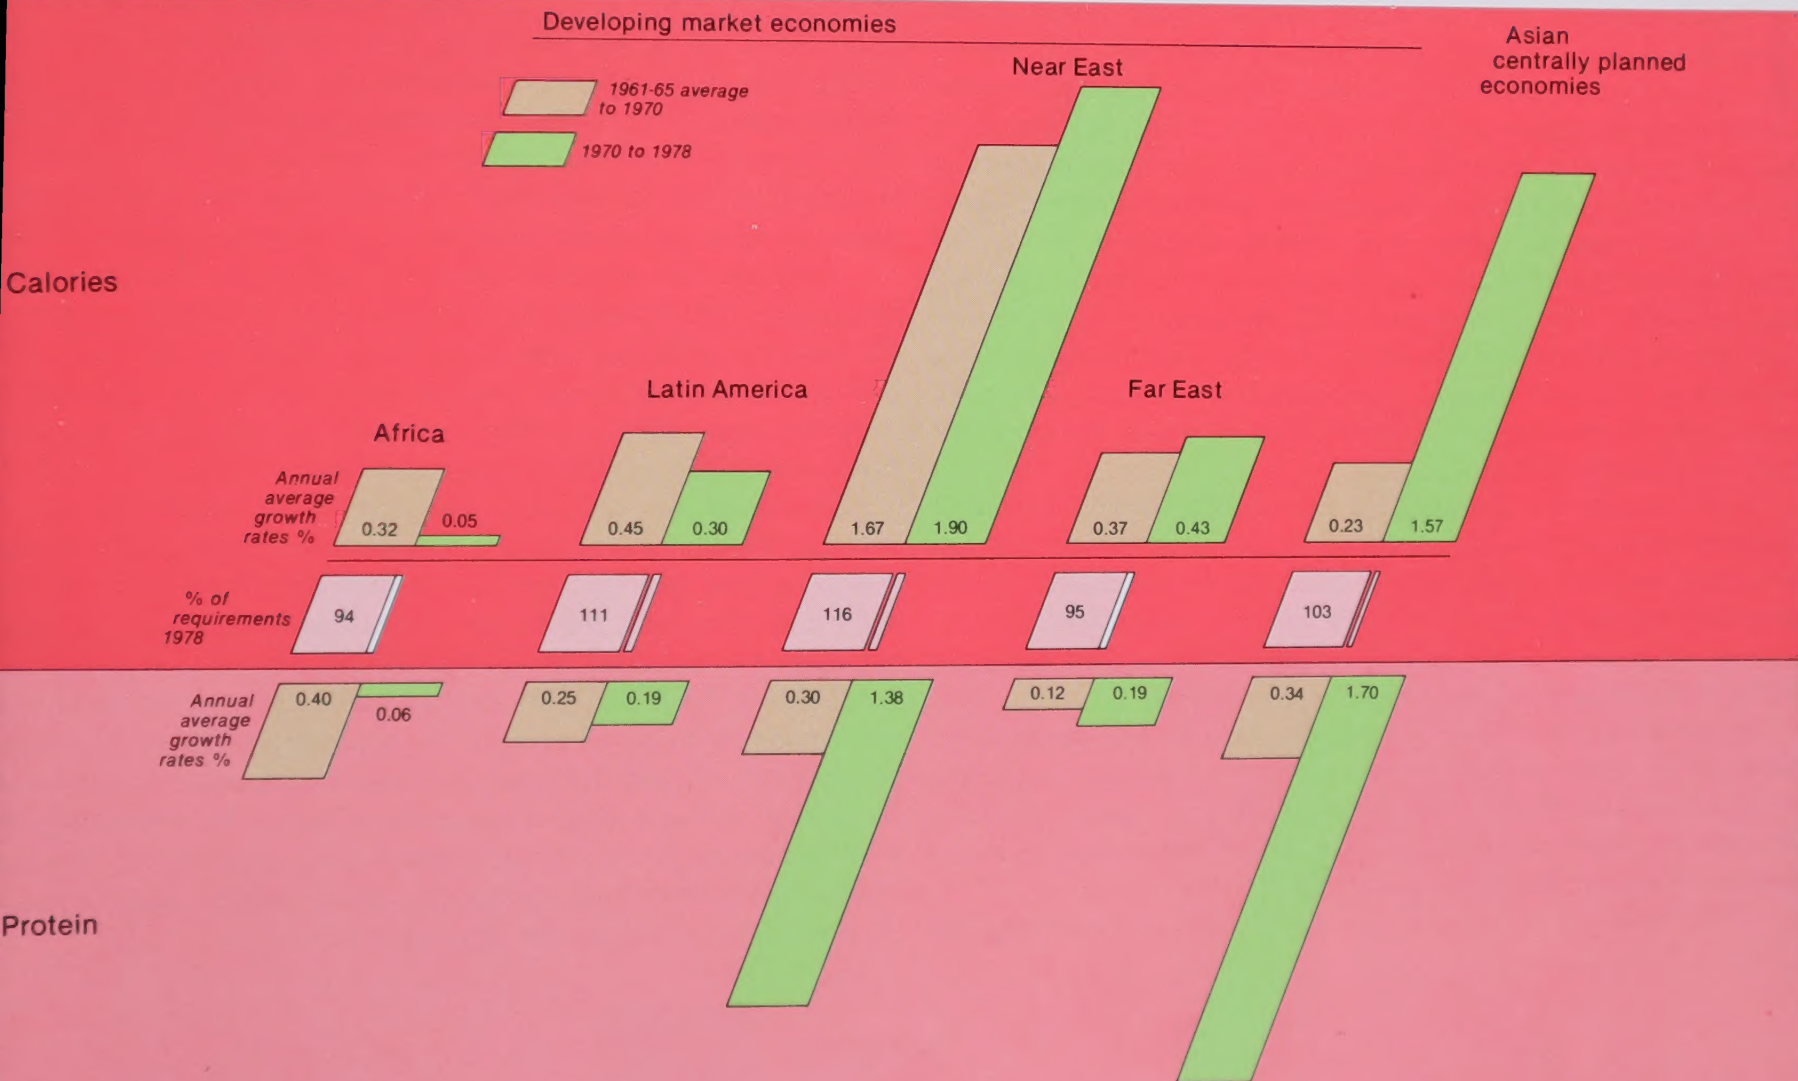 Developing market economies
1961-65 average
to 1970
1970 to 1978
Near East
Asian
centrally planned
economies
Calories
Latin America
Far East
Africa
Annual
average
growth
rates %
0.32
0.05
0.45
0.30
1.67
1.90
0.37
0.43
0.23
1.57
% of
requirements
1978
94
111
116
95
103
Annual
average
growth
rates %
0.40
0.06
0.25
0.19
0.30
1.38
0.12
0.19
0.34
1.70
Protein